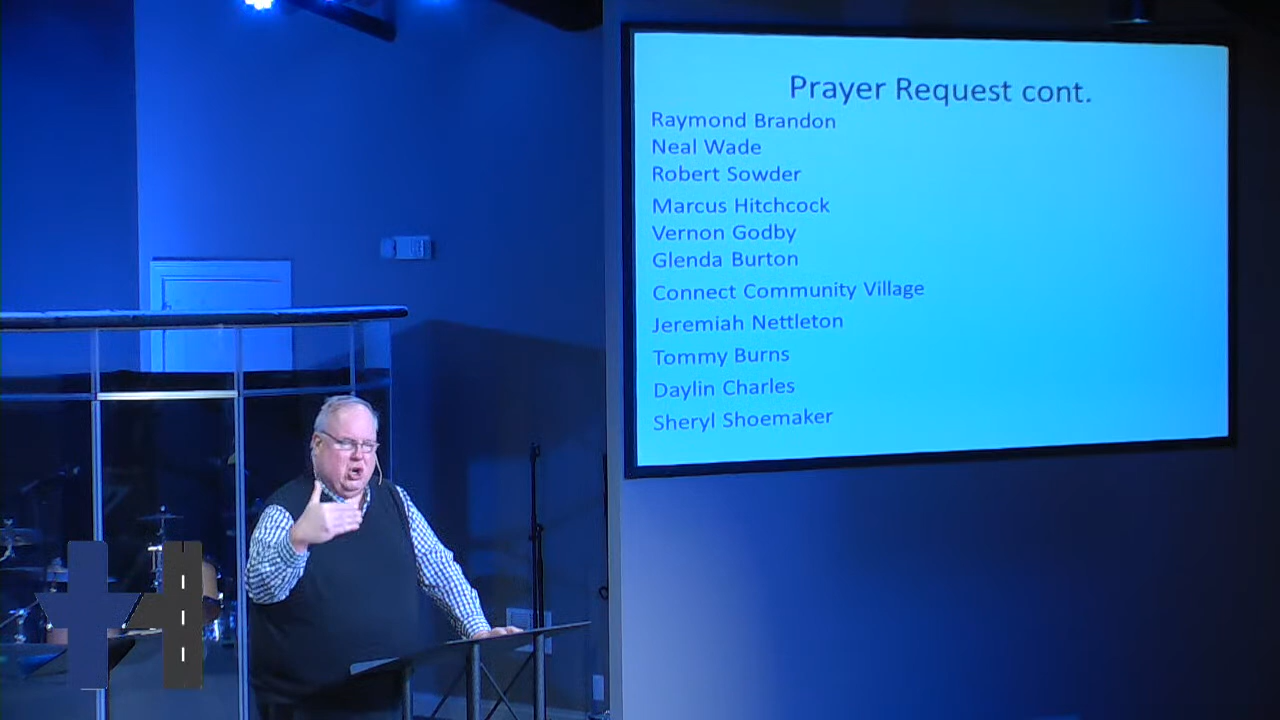 Prayer Request cont.
Raymond Brandon
Neal Wade
Robert Sowder
Marcus Hitchcock
Vernon Godby
Glenda Burton
Connect Community Village
Jeremiah Nettleton
Tommy Burns
Daylin Charles
Sheryl Shoemaker